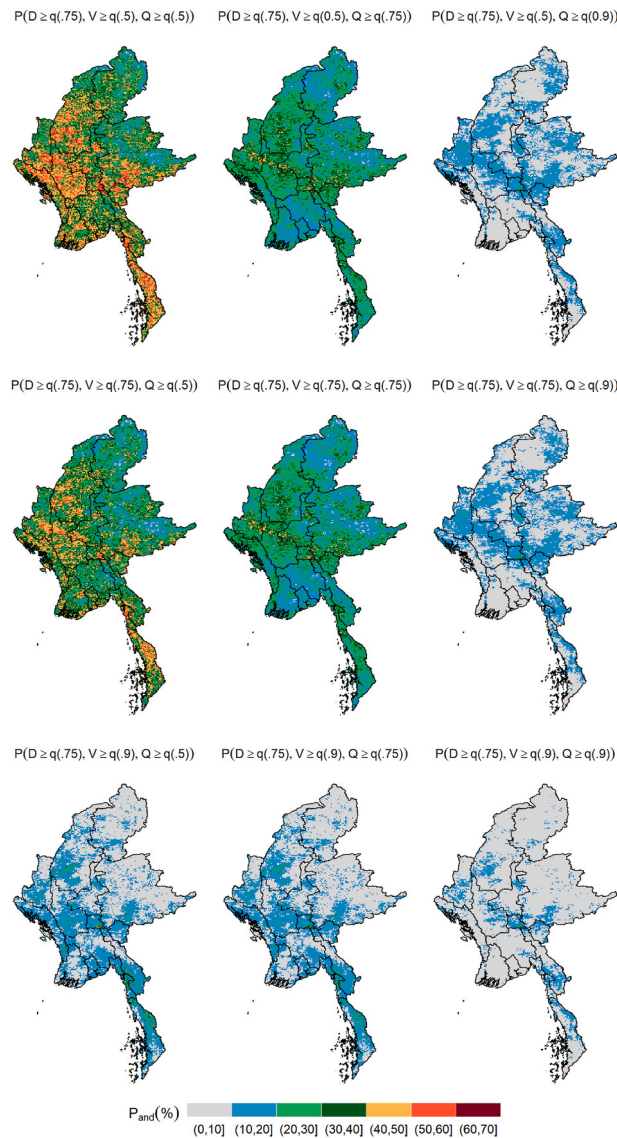 P(D ≥ q(.75), V ≥ q(.5), Q ≥ q(.5)) P(D ≥ q(.75), V ≥ q(0.5), Q ≥ q(.75)) P(D ≥ q(.75), V ≥ q(.5), Q ≥ q(0.9))
P(D ≥ q(.75), V ≥ q(.75), Q ≥ q(.5)) P(D ≥ q(.75), V ≥ q(.75), Q ≥ q(.75)) P(D ≥ q(.75), V ≥ q(.75), Q ≥ q(.9))
P(D ≥ q(.75), V ≥ q(.9), Q ≥ q(.5)) P(D ≥ q(.75), V ≥ q(.9), Q ≥ q(.75)) P(D ≥ q(.75), V ≥ q(.9), Q ≥ q(.9))
Pand(%)
(0,10] (10,20] (20,30] (30,40] (40,50] (50,60] (60,70]